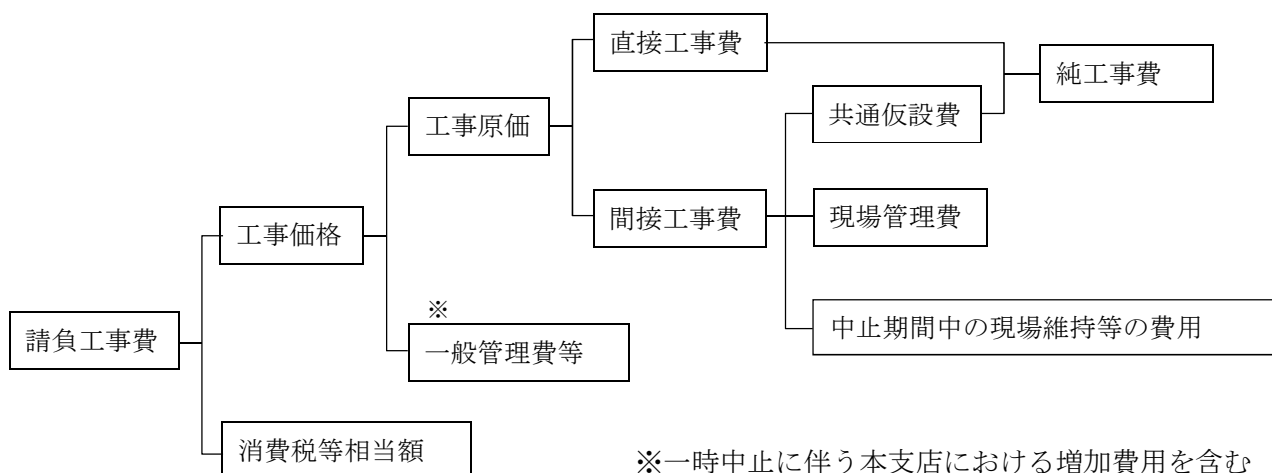 直接工事費
純工事費
共通仮設費
工事原価
間接工事費
現場管理費
工事価格
※
中止期間中の現場維持等の費用
請負工事費
一般管理費等
消費税等相当額
※一時中止に伴う本支店における増加費用を含む